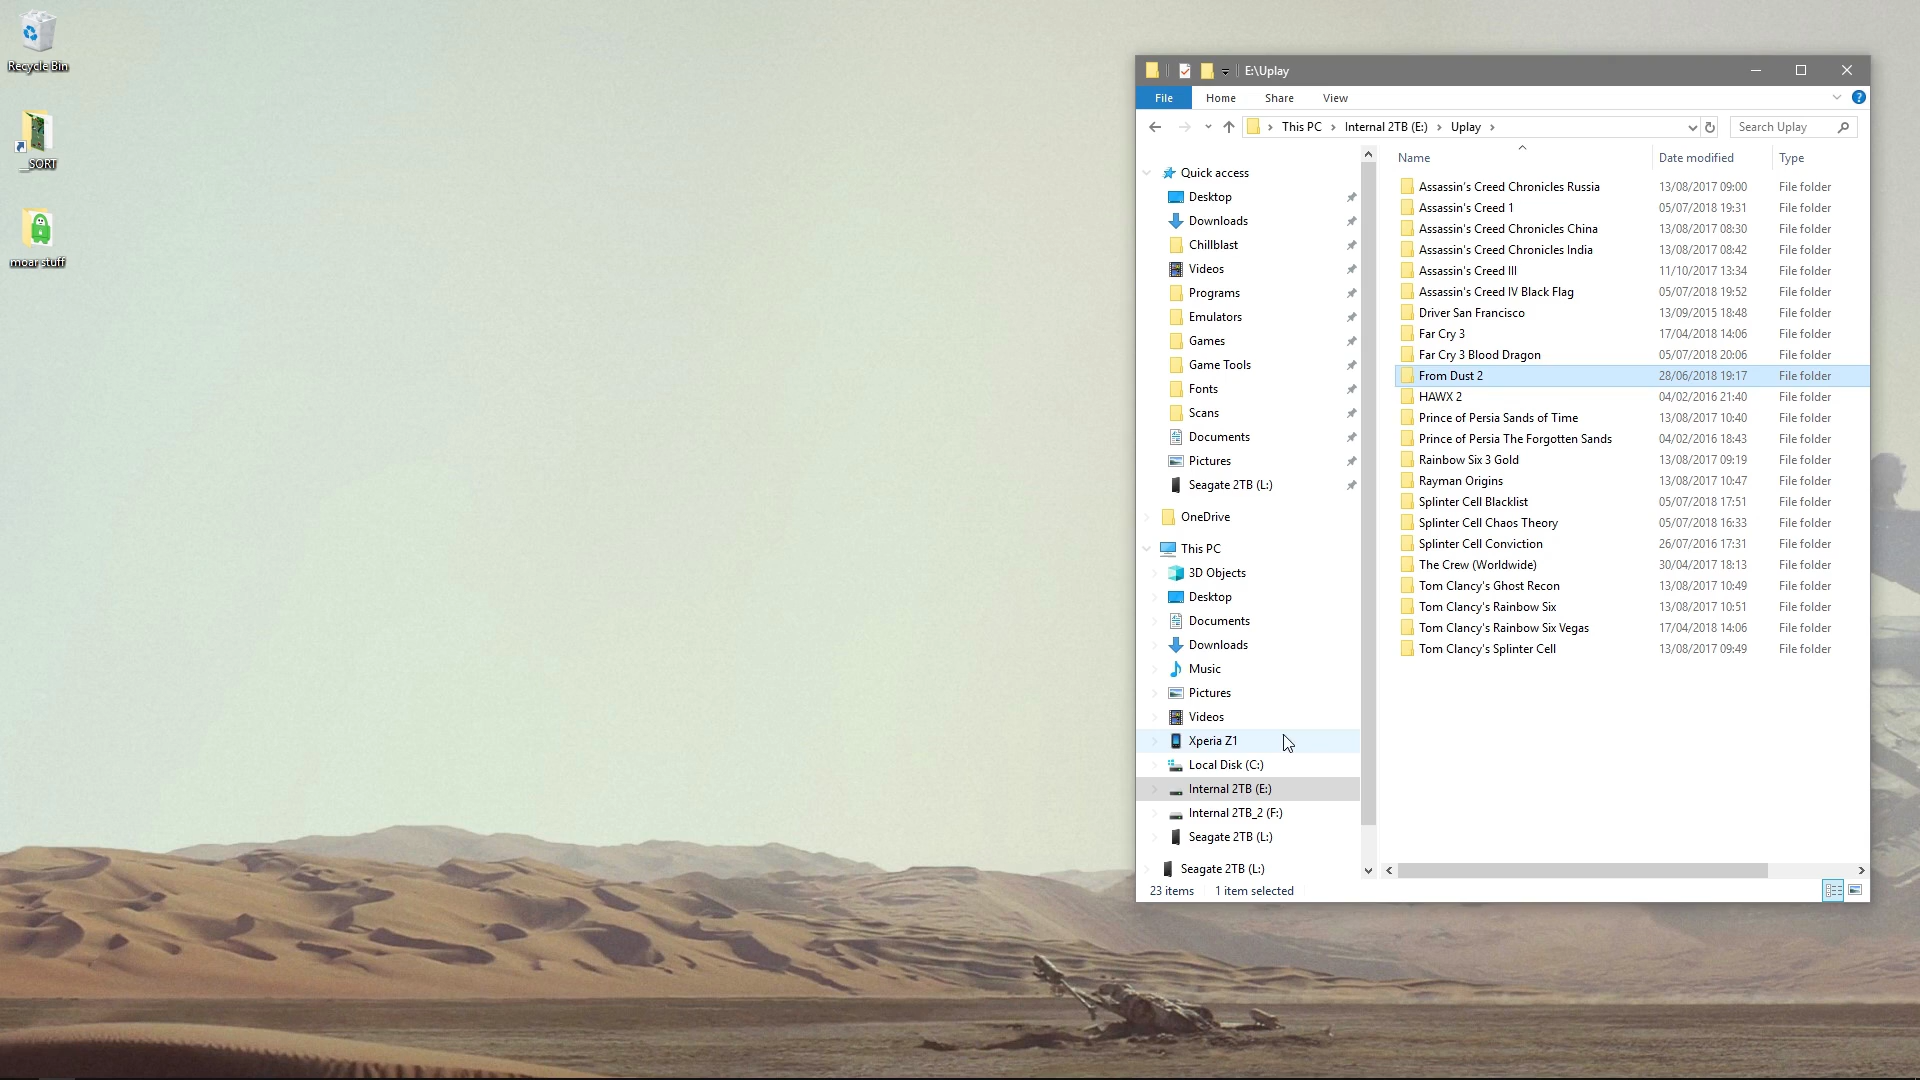 Recycle Bin
__SORT
moar stuff
E:\Uplay
File Home Share View
This PC Internal 2TB (E:) Uplay
Search Uplay
Quick access
Desktop
Downloads
Chillblast
Videos
Programs
Emulators
Games
Game Tools
Fonts
Scans
Documents
Pictures
Seagate 2TB (L:)
OneDrive
This PC
3D Objects
Desktop
Documents
Downloads
Music
Pictures
Videos
Xperia Z1
Local Disk (C:)
Internal 2TB (E:)
Internal 2TB_2 (F:)
Seagate 2TB (L:)
Seagate 2TB (L:)
Name Date modified Type
Assassin's Creed Chronicles Russia 13/08/2017 09:00 File folder
Assassin's Creed 1 05/07/2018 19:31 File folder
Assassin's Creed Chronicles China 13/08/2017 08:30 File folder
Assassin's Creed Chronicles India 13/08/2017 08:42 File folder
Assassin's Creed III 11/10/2017 13:34 File folder
Assassin's Creed IV Black Flag 05/07/2018 19:52 File folder
Driver San Francisco 13/09/2015 18:48 File folder
Far Cry 3 17/04/2018 14:06 File folder
Far Cry 3 Blood Dragon 05/07/2018 20:06 File folder
From Dust 2 28/06/2018 19:17 File folder
HAWX 2 04/02/2016 21:40 File folder
Prince of Persia Sands of Time 13/08/2017 10:40 File folder
Prince of Persia The Forgotten Sands 04/02/2016 18:43 File folder
Rainbow Six 3 Gold 13/08/2017 09:19 File folder
Rayman Origins 13/08/2017 10:47 File folder
Splinter Cell Blacklist 05/07/2018 17:51 File folder
Splinter Cell Chaos Theory 05/07/2018 16:33 File folder
Splinter Cell Conviction 26/07/2016 17:31 File folder
The Crew (Worldwide) 30/04/2017 18:13 File folder
Tom Clancy's Ghost Recon 13/08/2017 10:49 File folder
Tom Clancy's Rainbow Six 13/08/2017 10:51 File folder
Tom Clancy's Rainbow Six Vegas 17/04/2018 14:06 File folder
Tom Clancy's Splinter Cell 13/08/2017 09:49 File folder
23 items 1 item selected